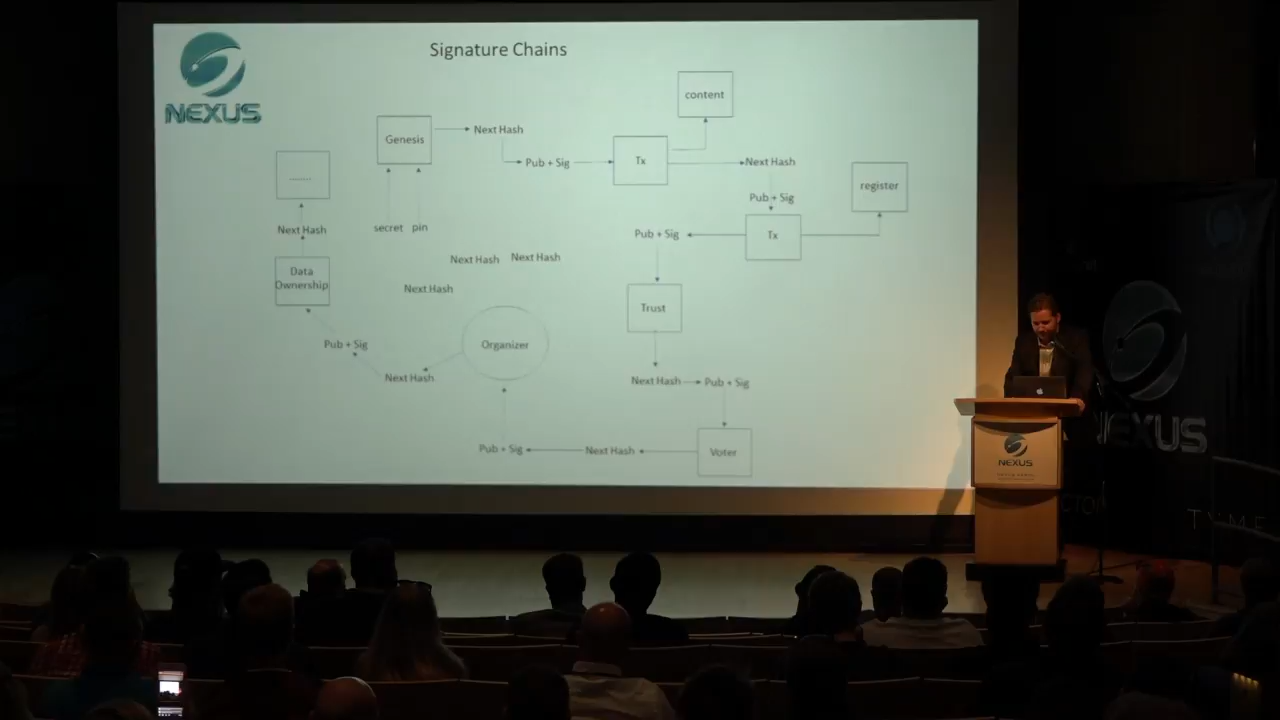 Signature Chains
NEXUS
content
Genesis
Next Hash
Pub + Sig
Tx
Next Hash
Pub + Sig
register
........
Next Hash
secret
pin
Pub + Sig
Tx
Next Hash
Next Hash
Data
Ownership
Next Hash
Trust
Pub + Sig
Organizer
Next Hash
Next Hash
Pub + Sig
Pub + Sig
Next Hash
Voter
NEXUS
NEXUS
TYME